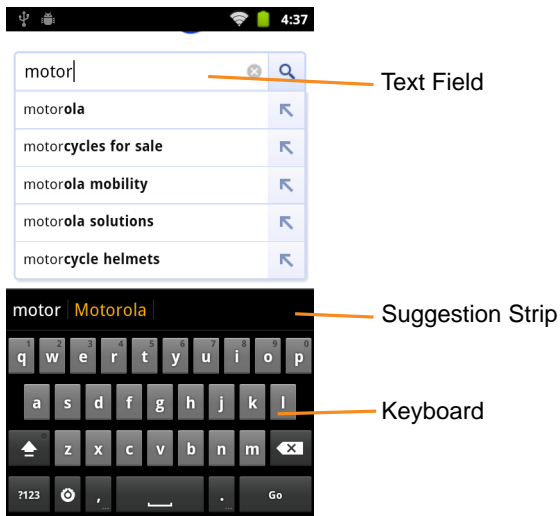 4:37
motor
Text Field
motorola
motorcycles for sale
motorola mobility
motorola solutions
motorcycle helmets
motor Motorola
Suggestion Strip
1 2 3 4 5 6 7 8 9 0
q w e r t y u i o p
a s d f g h j k l
Keyboard
z x c v b n m
?123 , ... . ... Go